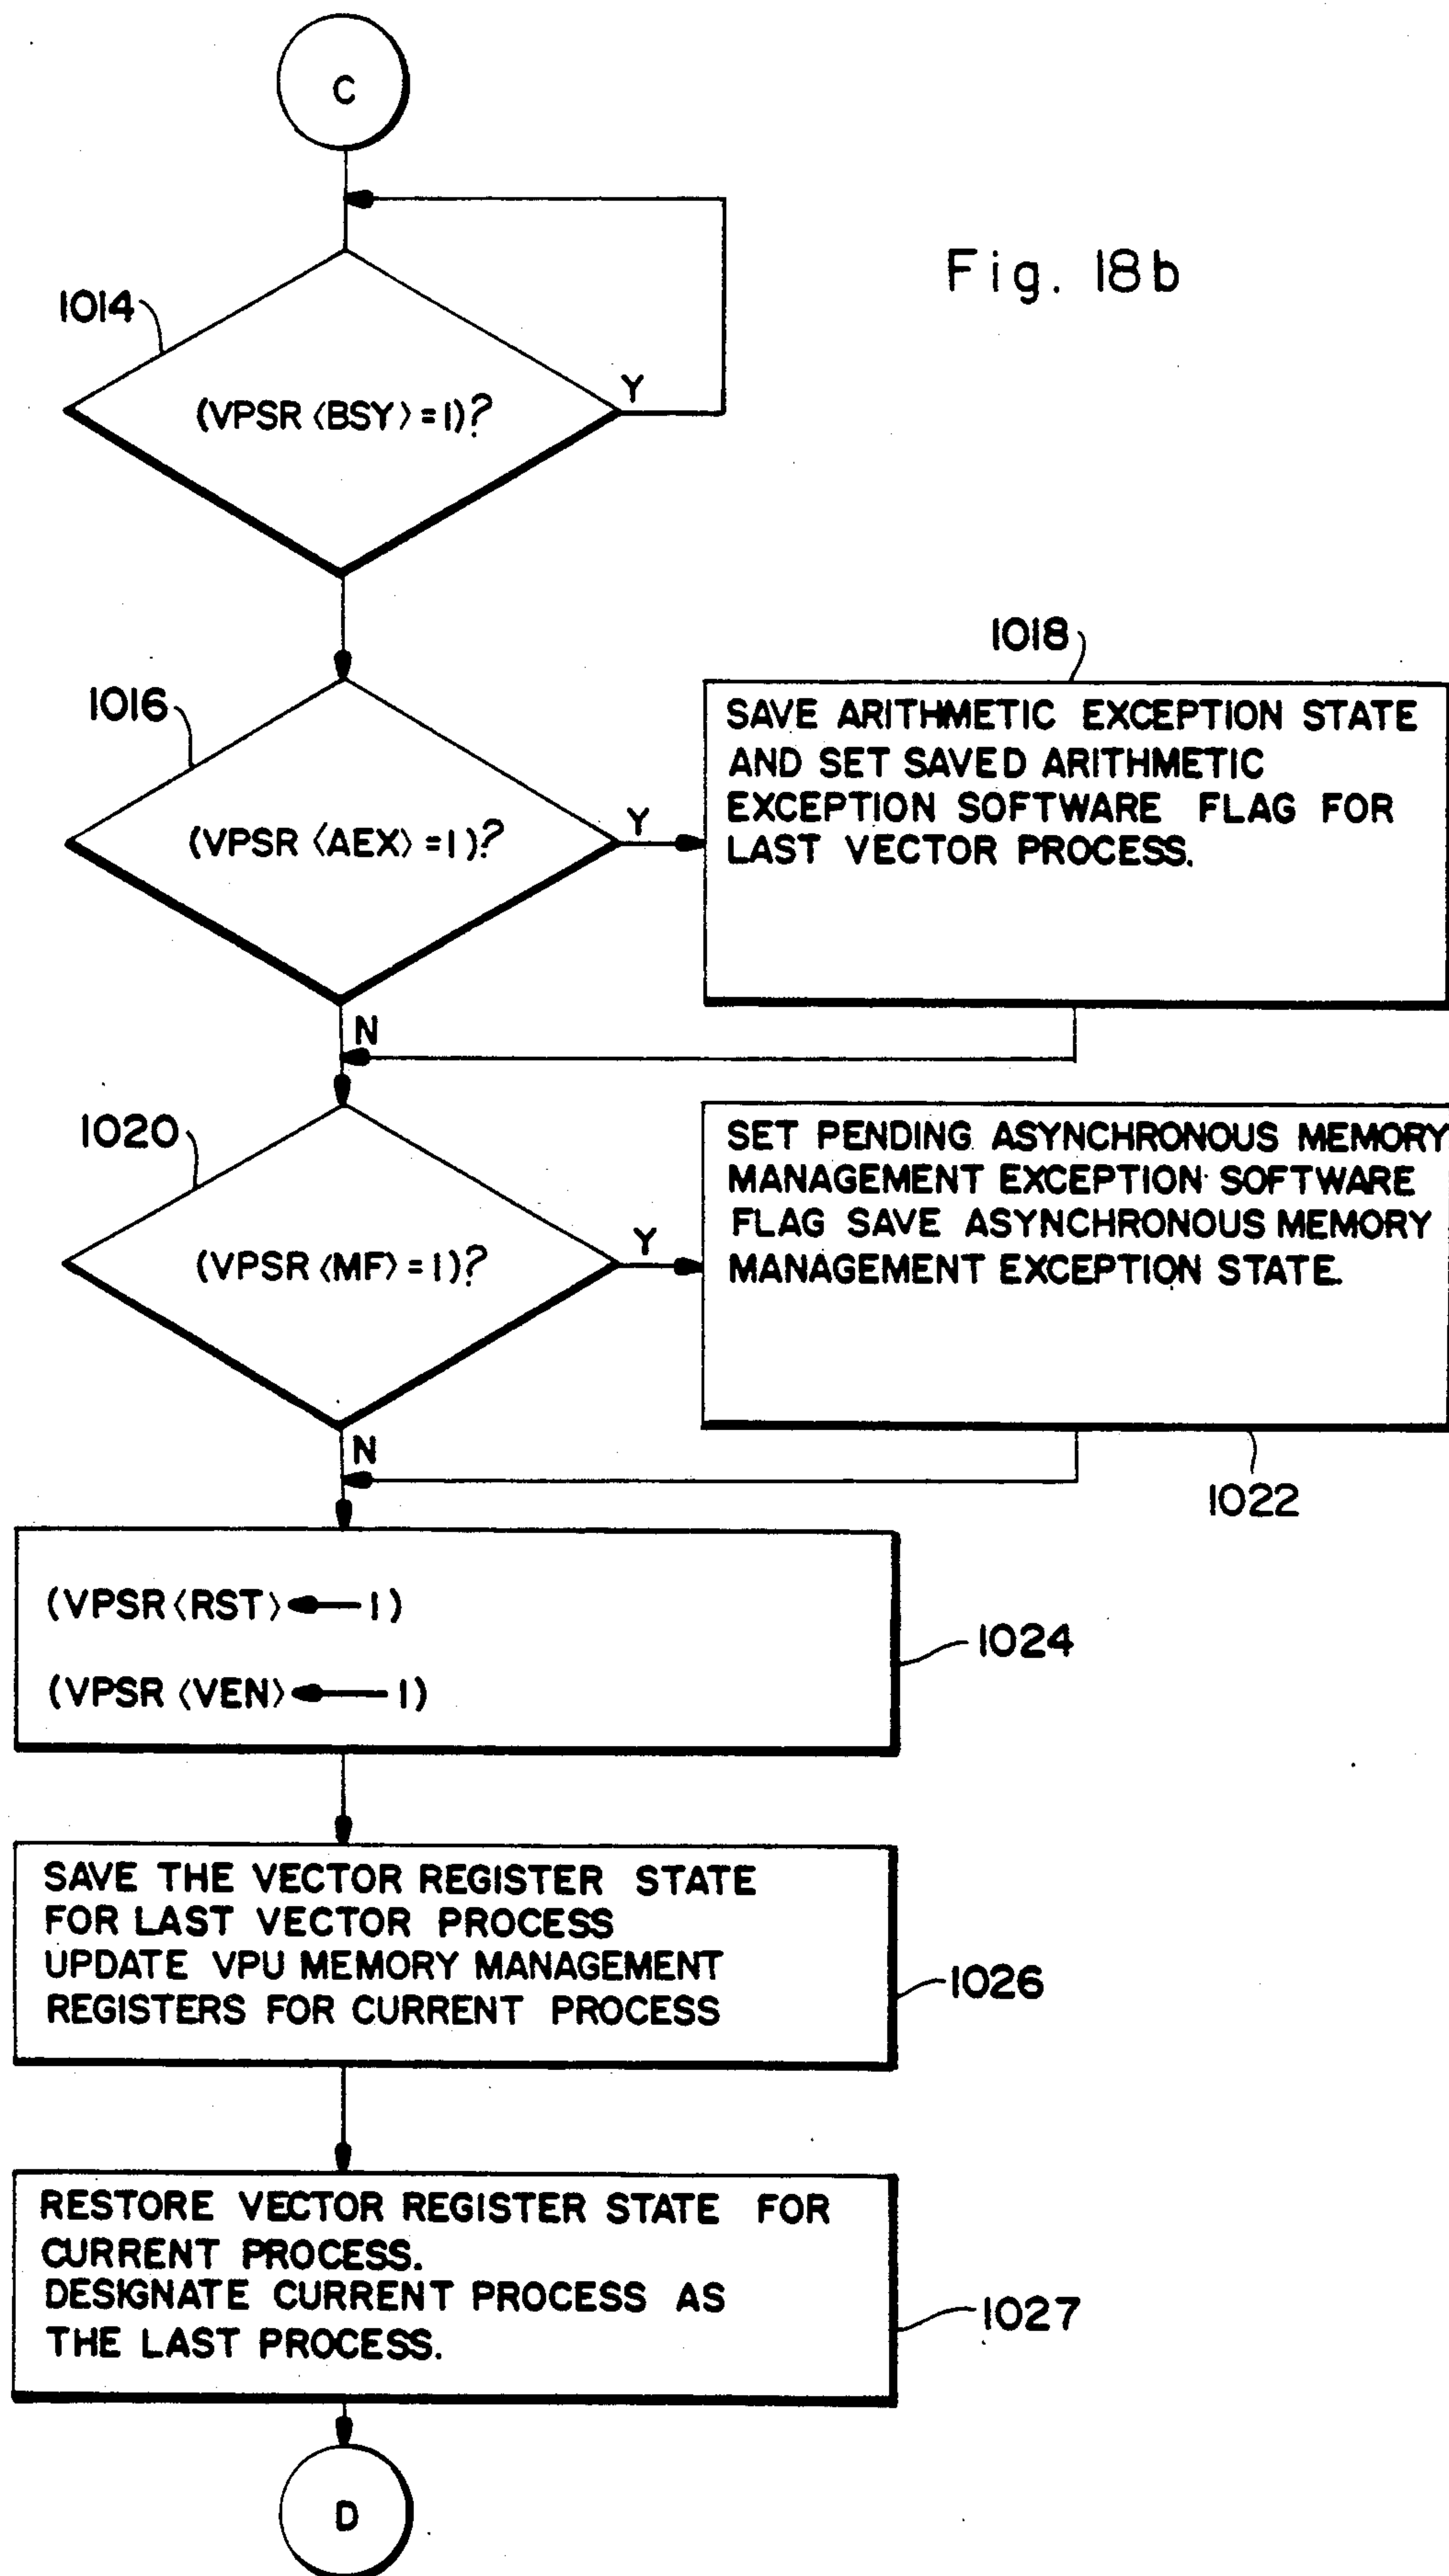 C
Fig. 18b
1014
(VPSR <BSY> = 1)?
Y
1016
(VPSR <AEX> = 1)?
Y
N
1018
SAVE ARITHMETIC EXCEPTION STATE
AND SET SAVED ARITHMETIC
EXCEPTION SOFTWARE FLAG FOR
LAST VECTOR PROCESS.
1020
(VPSR <MF> = 1)?
Y
N
SET PENDING ASYNCHRONOUS MEMORY
MANAGEMENT EXCEPTION SOFTWARE
FLAG SAVE ASYNCHRONOUS MEMORY
MANAGEMENT EXCEPTION STATE.
1022
(VPSR <RST> ← 1)
(VPSR <VEN> ← 1)
1024
SAVE THE VECTOR REGISTER STATE
FOR LAST VECTOR PROCESS
UPDATE VPU MEMORY MANAGEMENT
REGISTERS FOR CURRENT PROCESS
1026
RESTORE VECTOR REGISTER STATE FOR
CURRENT PROCESS.
DESIGNATE CURRENT PROCESS AS
THE LAST PROCESS.
1027
D